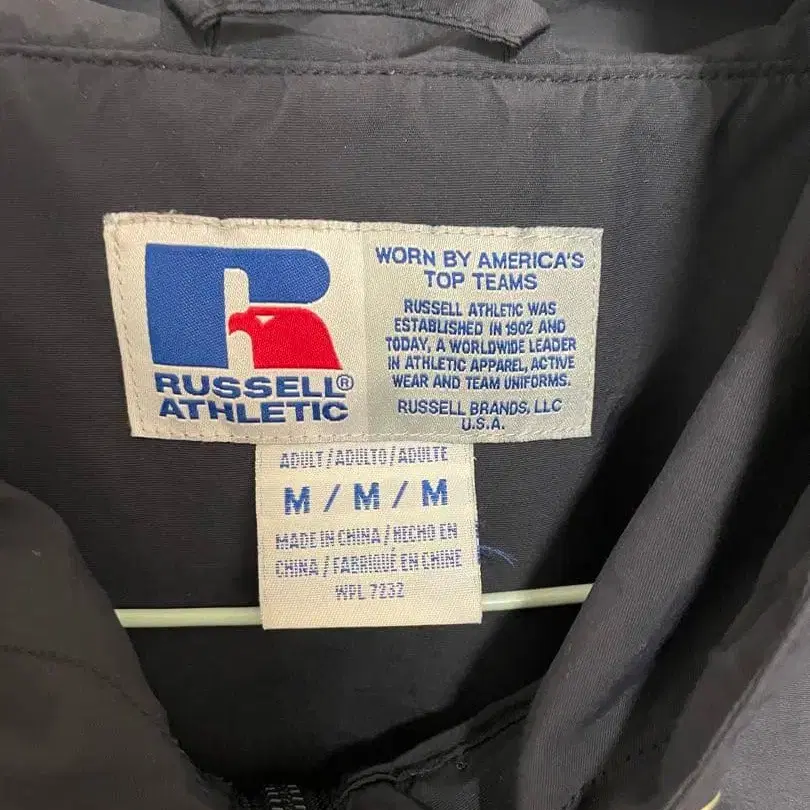 RUSSELL®
ATHLETIC
WORN BY AMERICA'S
TOP TEAMS
RUSSELL ATHLETIC WAS
ESTABLISHED IN 1902 AND
TODAY, A WORLDWIDE LEADER
IN ATHLETIC APPAREL, ACTIVE
WEAR AND TEAM UNIFORMS.
RUSSELL BRANDS, LLC
U.S.A.
ADULT / ADULTO / ADULTE
M / M / M
MADE IN CHINA / HECHO EN
CHINA / FABRIQUÉ EN CHINE
WPL 7232